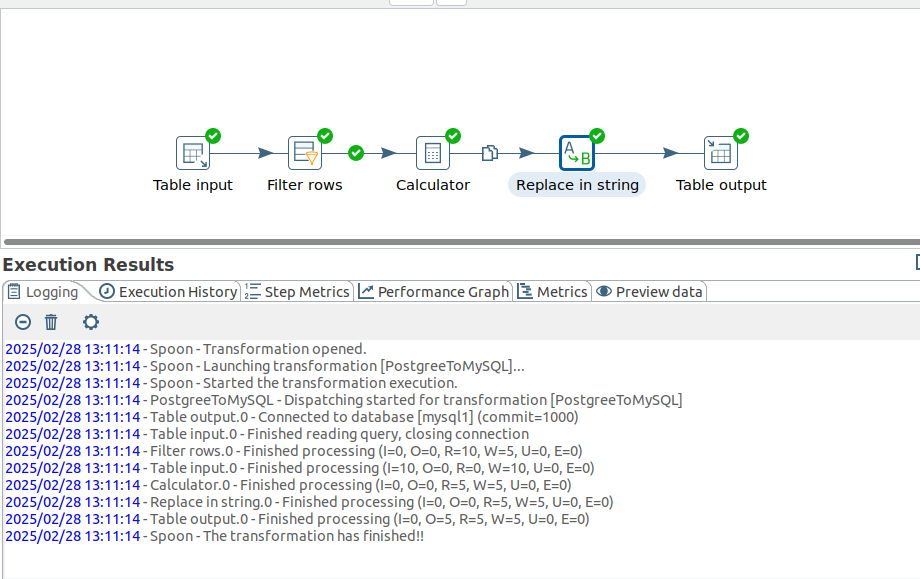 A
B
Table input
Filter rows
Calculator
Replace in string
Table output
Execution Results
Logging
Execution History
Step Metrics
Performance Graph
Metrics
Preview data
2025/02/28 13:11:14 - Spoon - Transformation opened.
2025/02/28 13:11:14 - Spoon - Launching transformation [PostgreeToMySQL]...
2025/02/28 13:11:14 - Spoon - Started the transformation execution.
2025/02/28 13:11:14 - PostgreeToMySQL - Dispatching started for transformation [PostgreeToMySQL]
2025/02/28 13:11:14 - Table output.0 - Connected to database [mysql1] (commit=1000)
2025/02/28 13:11:14 - Table input.0 - Finished reading query, closing connection
2025/02/28 13:11:14 - Filter rows.0 - Finished processing (I=0, O=0, R=10, W=5, U=0, E=0)
2025/02/28 13:11:14 - Table input.0 - Finished processing (I=10, O=0, R=0, W=10, U=0, E=0)
2025/02/28 13:11:14 - Calculator.0 - Finished processing (I=0, O=0, R=5, W=5, U=0, E=0)
2025/02/28 13:11:14 - Replace in string.0 - Finished processing (I=0, O=0, R=5, W=5, U=0, E=0)
2025/02/28 13:11:14 - Table output.0 - Finished processing (I=0, O=5, R=5, W=5, U=0, E=0)
2025/02/28 13:11:14 - Spoon - The transformation has finished!!